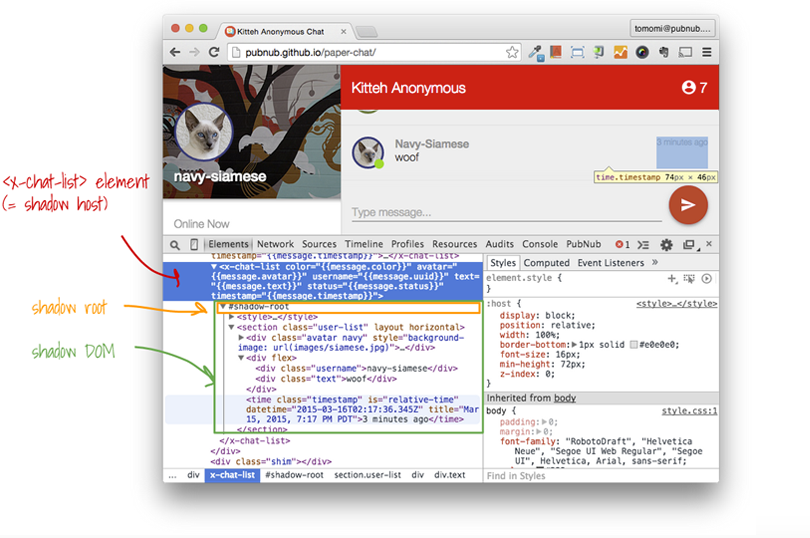 Kitteh Anonymous Chat
tomomi@pubnub....
pubnub.github.io/paper-chat/
Kitteh Anonymous
7
navy-siamese
Online Now
Navy-Siamese
woof
3 minutes ago
time.timestamp 74px × 46px
Type message...
<x-chat-list> element
(= shadow host)
shadow root
shadow DOM
Elements Network Sources Timeline Profiles Resources Audits Console PubNub 1
timestamp="{{message.timestamp}}">…</x-chat-list>
▼<x-chat-list color="{{message.color}}" avatar=
"{{message.avatar}}" username="{{message.uuid}}" text=
"{{message.text}}" status="{{message.status}}"
timestamp="{{message.timestamp}}">
▼#shadow-root
▶<style>…</style>
▼<section class="user-list" layout horizontal>
▶<div class="avatar navy" style="background-
image: url(images/siamese.jpg)">…</div>
▼<div flex>
<div class="username">navy-siamese</div>
<div class="text">woof</div>
</div>
<time class="timestamp" is="relative-time"
datetime="2015-03-16T02:17:36.345Z" title="Mar
15, 2015, 7:17 PM PDT">3 minutes ago</time>
</section>
</x-chat-list>
</div>
<div class="shim"></div>
... div x-chat-list #shadow-root section.user-list div div.text
Styles Computed Event Listeners »
element.style {
}
:host { <style>…</style>
display: block;
position: relative;
width: 100%;
border-bottom:▶1px solid #e0e0e0;
font-size: 16px;
min-height: 72px;
z-index: 0;
}
Inherited from body
body { style.css:1
padding:▶0;
margin:▶0;
font-family: "RobotoDraft", "Helvetica
Neue", "Segoe UI Web Regular", "Segoe
UI", Helvetica, Arial, sans-serif;
Find in Styles